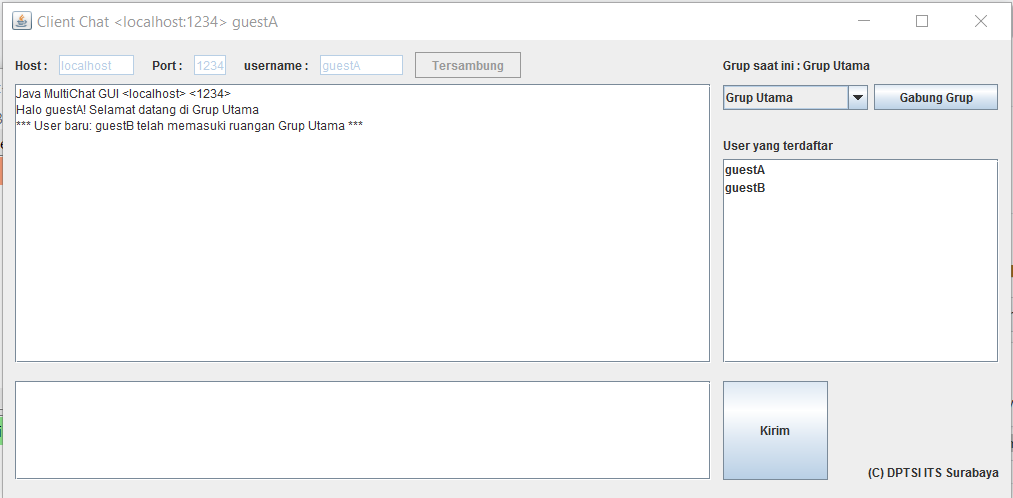 Client Chat <localhost:1234> guestA
Host : localhost Port : 1234 username : guestA Tersambung
Java MultiChat GUI <localhost> <1234>
Halo guestA! Selamat datang di Grup Utama
*** User baru: guestB telah memasuki ruangan Grup Utama ***
Grup saat ini : Grup Utama
Grup Utama Gabung Grup
User yang terdaftar
guestA
guestB
Kirim
(C) DPTSI ITS Surabaya